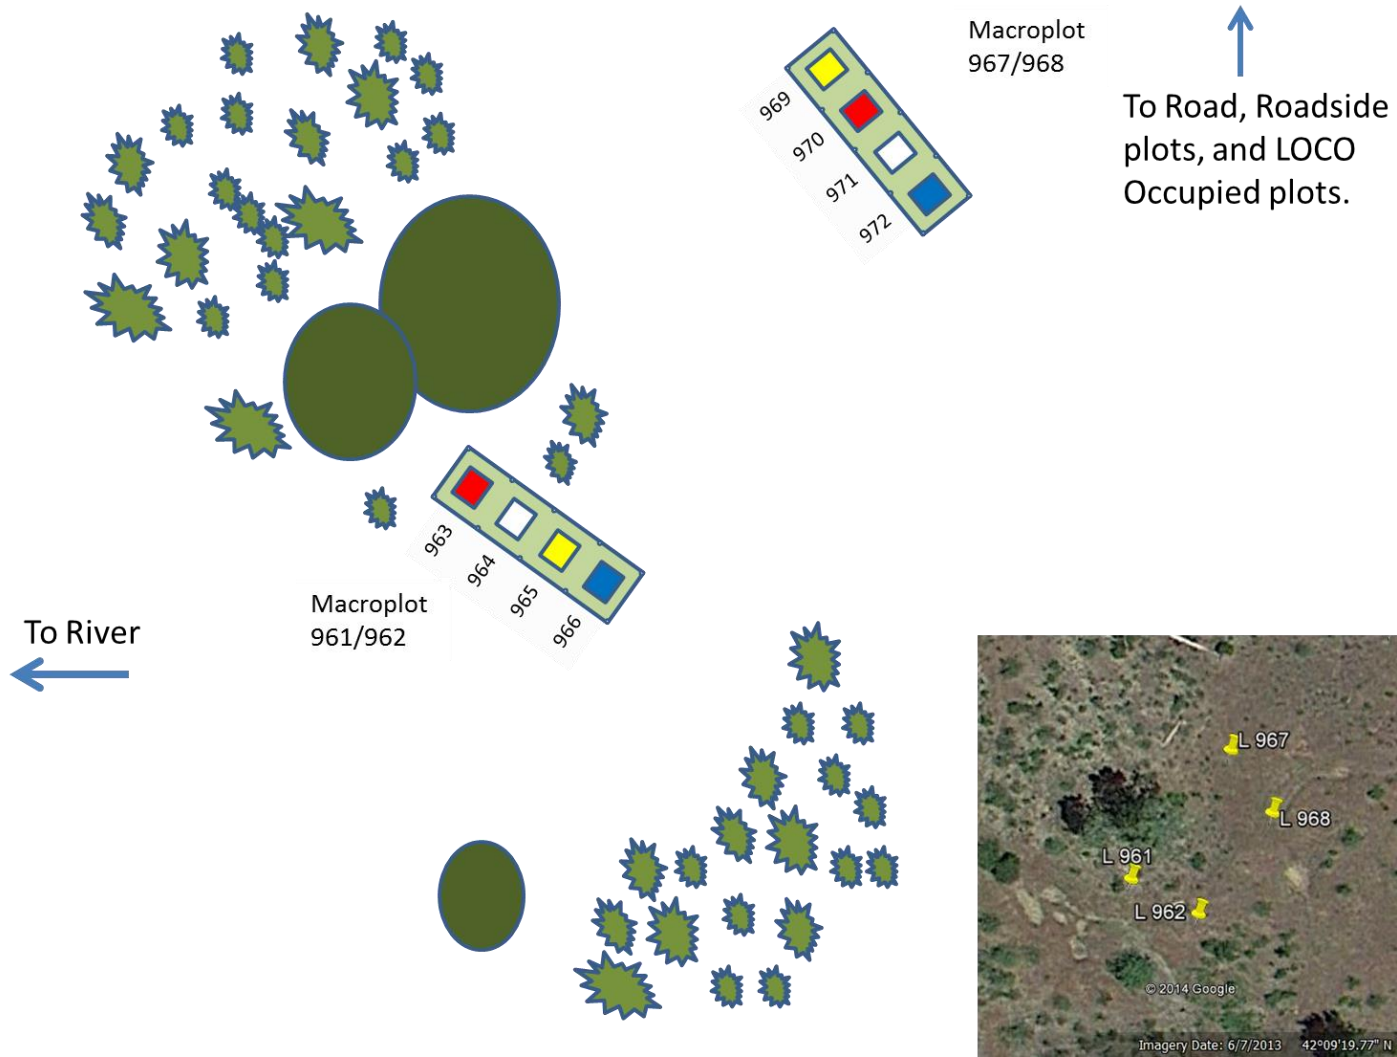 Macroplot
967/968
To Road, Roadside
plots, and LOCO
Occupied plots.
969
970
971
972
963
964
965
966
Macroplot
961/962
To River
L 967
L 968
L 961
L 962
© 2014 Google
Imagery Date: 6/7/2013 42°09'19.77" N